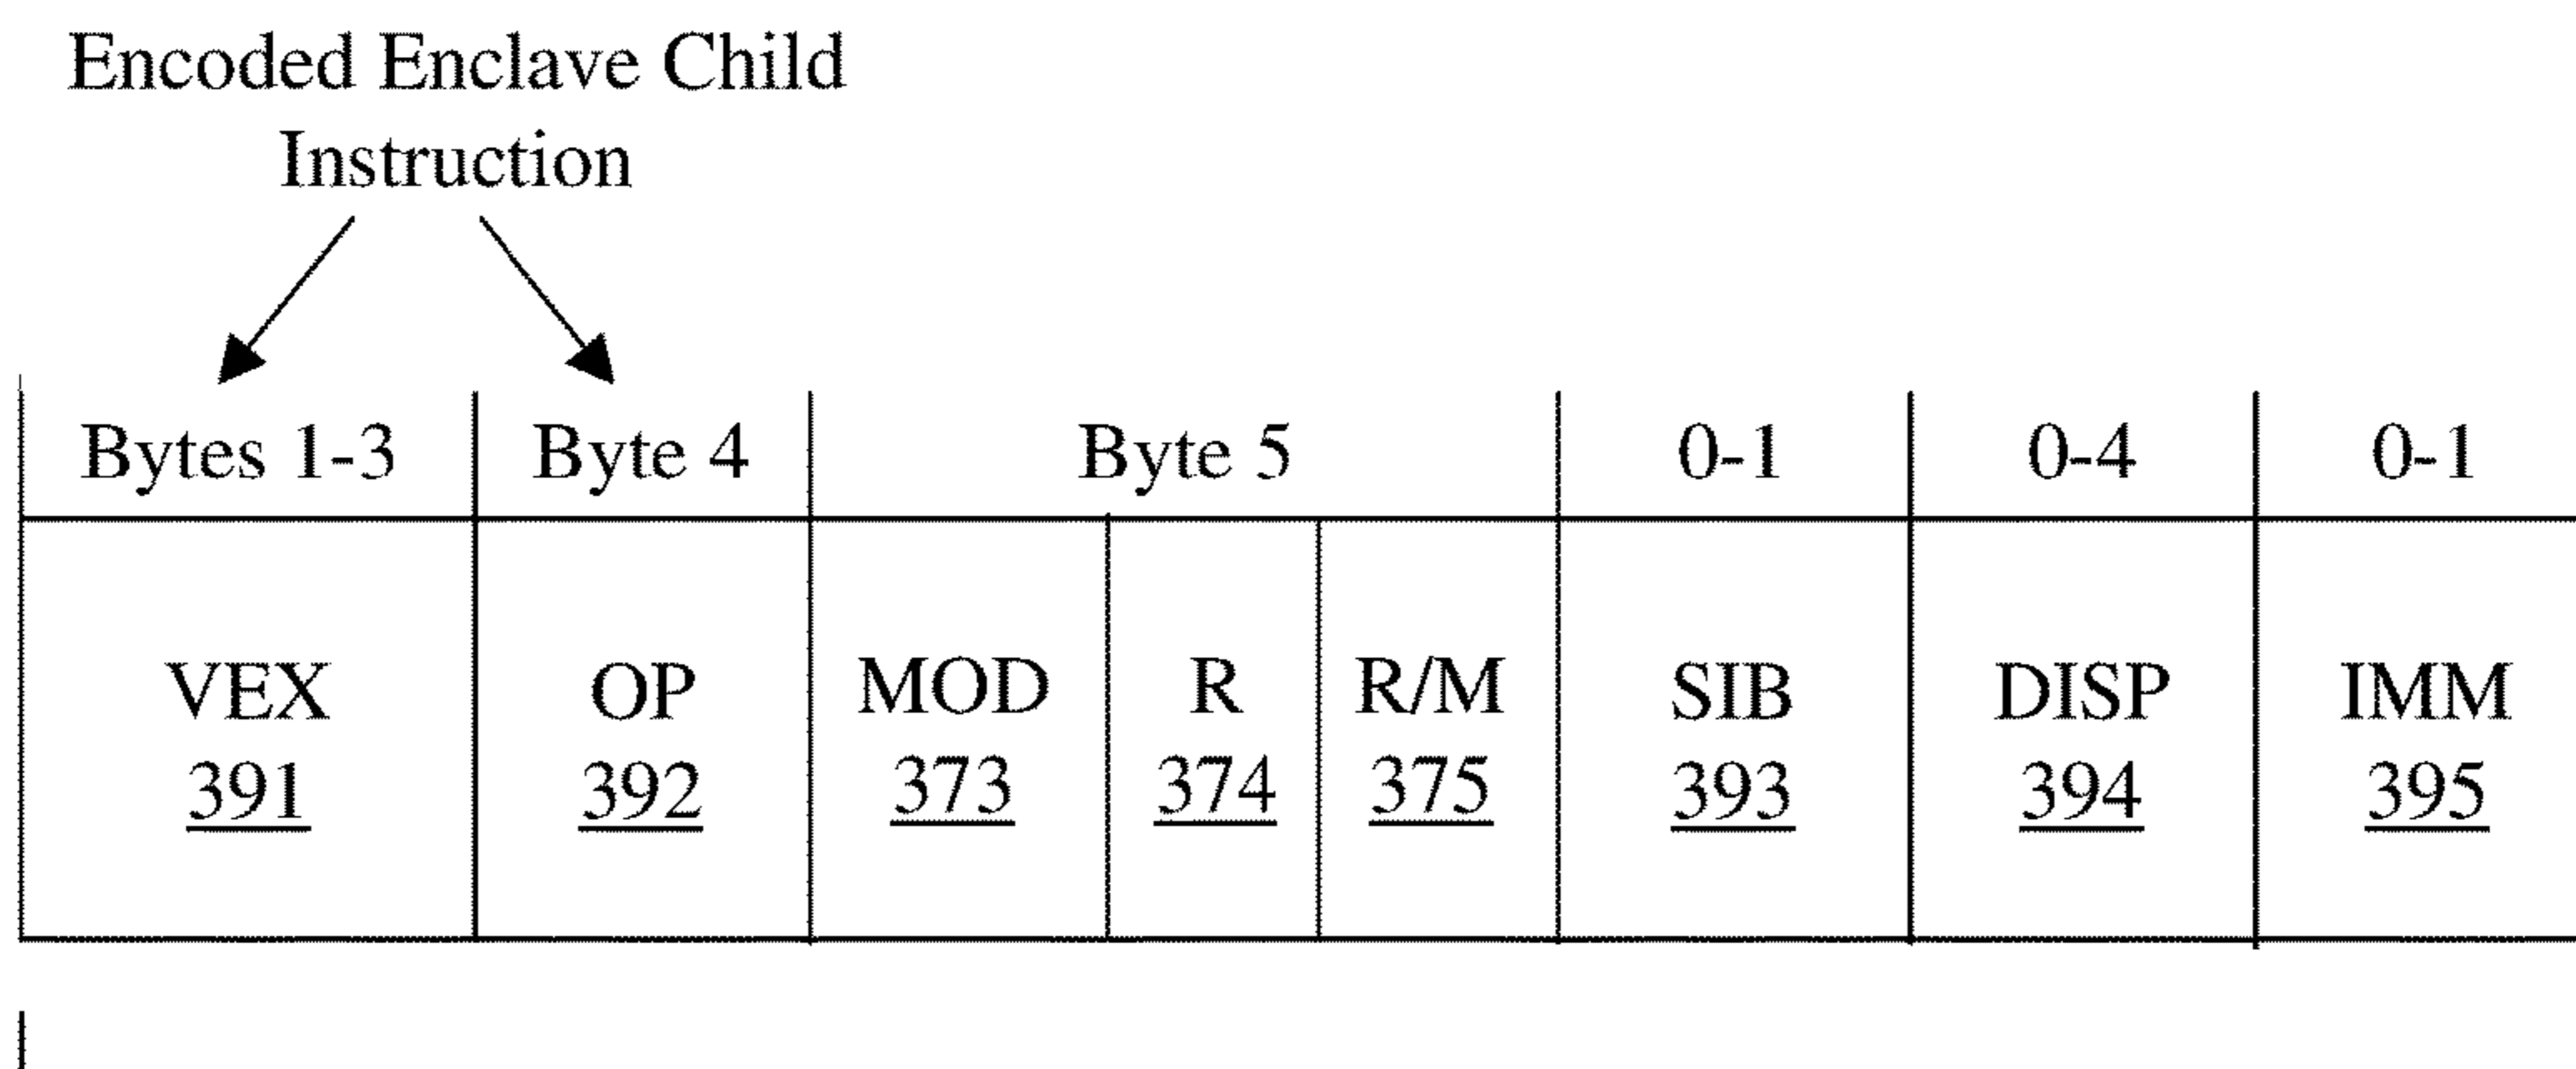 Encoded Enclave Child
Instruction
Bytes 1-3 Byte 4 Byte 5 0-1 0-4 0-1
VEX OP MOD R R/M SIB DISP IMM
391 392 373 374 375 393 394 395